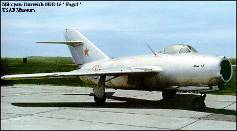 Mikoyan-Gurevich MiG 15 " Fagot "
USAF Museum